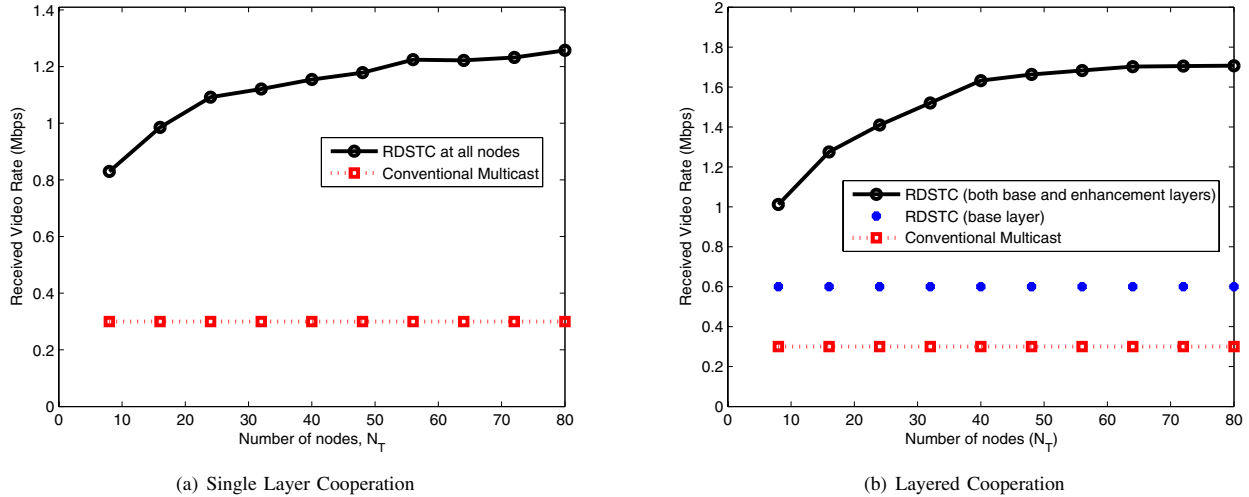 1.4
1.2
1
0.8
0.6
0.4
0.2
0
Received Video Rate (Mbps)
RDSTC at all nodes
Conventional Multicast
0 10 20 30 40 50 60 70 80
Number of nodes, N_T
(a) Single Layer Cooperation
2
1.8
1.6
1.4
1.2
1
0.8
0.6
0.4
0.2
0
Received Video Rate (Mbps)
RDSTC (both base and enhancement layers)
RDSTC (base layer)
Conventional Multicast
0 10 20 30 40 50 60 70 80
Number of nodes (N_T)
(b) Layered Cooperation